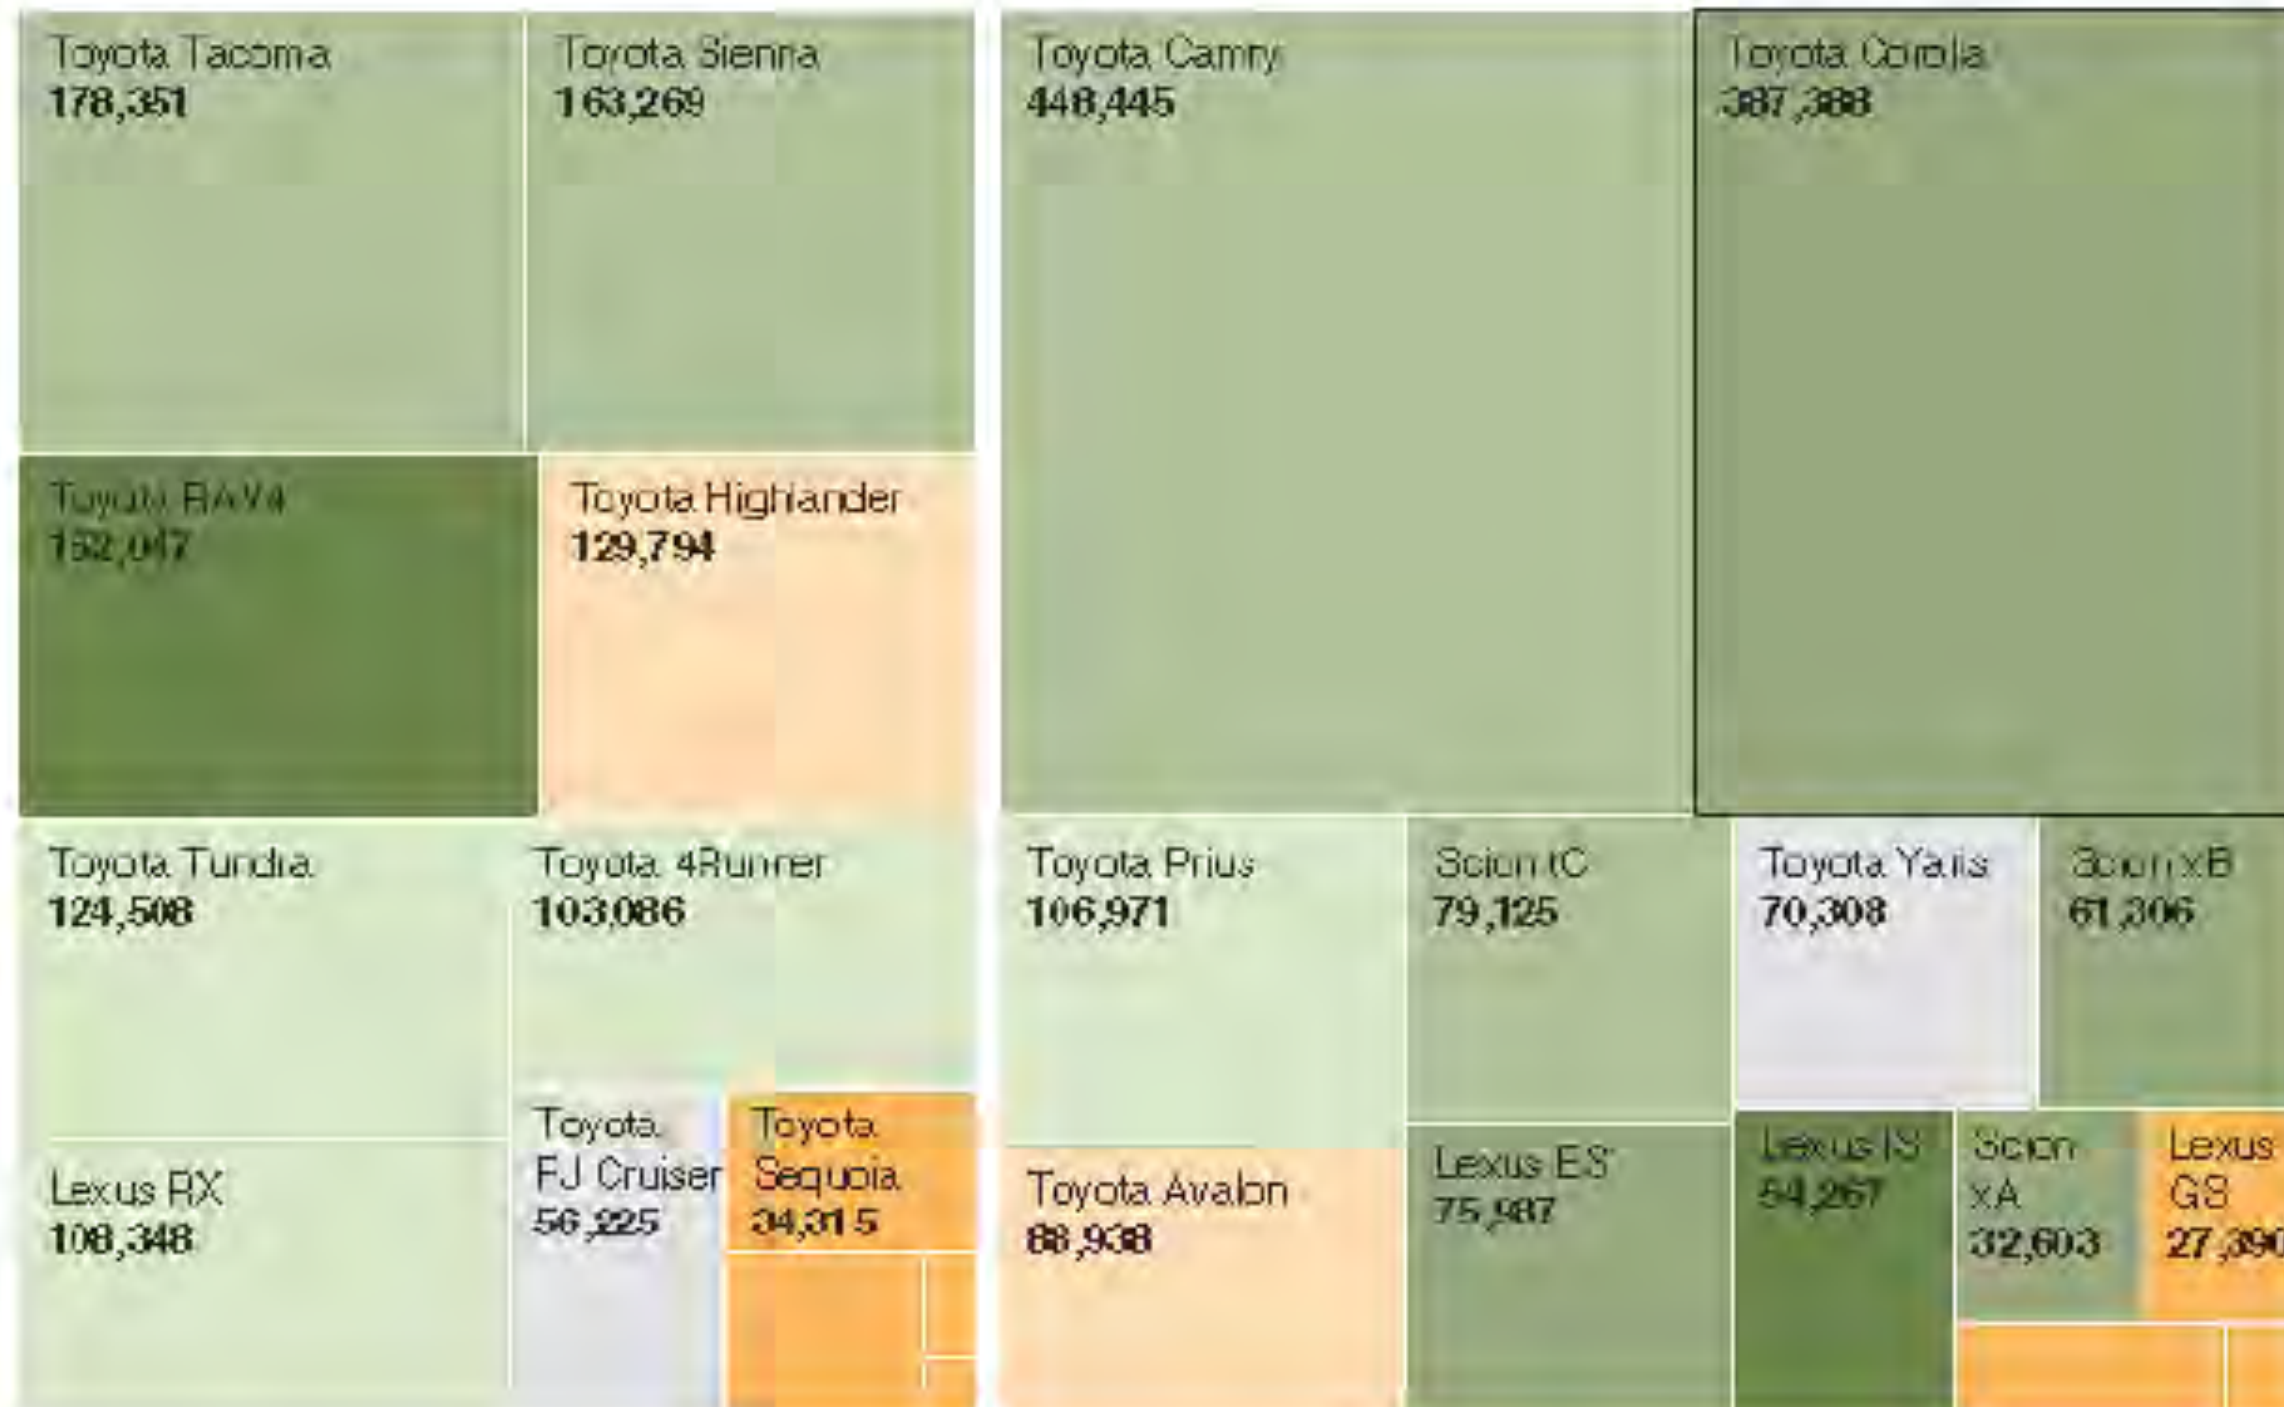 Toyota Tacoma
178,351
Toyota Sienna
163,269
Toyota RAV4
152,047
Toyota Highlander
129,794
Toyota Tundra
124,508
Toyota 4Runner
103,086
Lexus RX
108,348
Toyota
FJ Cruiser
56,225
Toyota
Sequoia
34,315
Toyota Camry
448,445
Toyota Corolla
387,388
Toyota Prius
106,971
Scion tC
79,125
Toyota Yaris
70,308
Scion xB
61,306
Toyota Avalon
88,938
Lexus ES
75,987
Lexus IS
54,267
Scion
xA
32,603
Lexus
GS
27,390